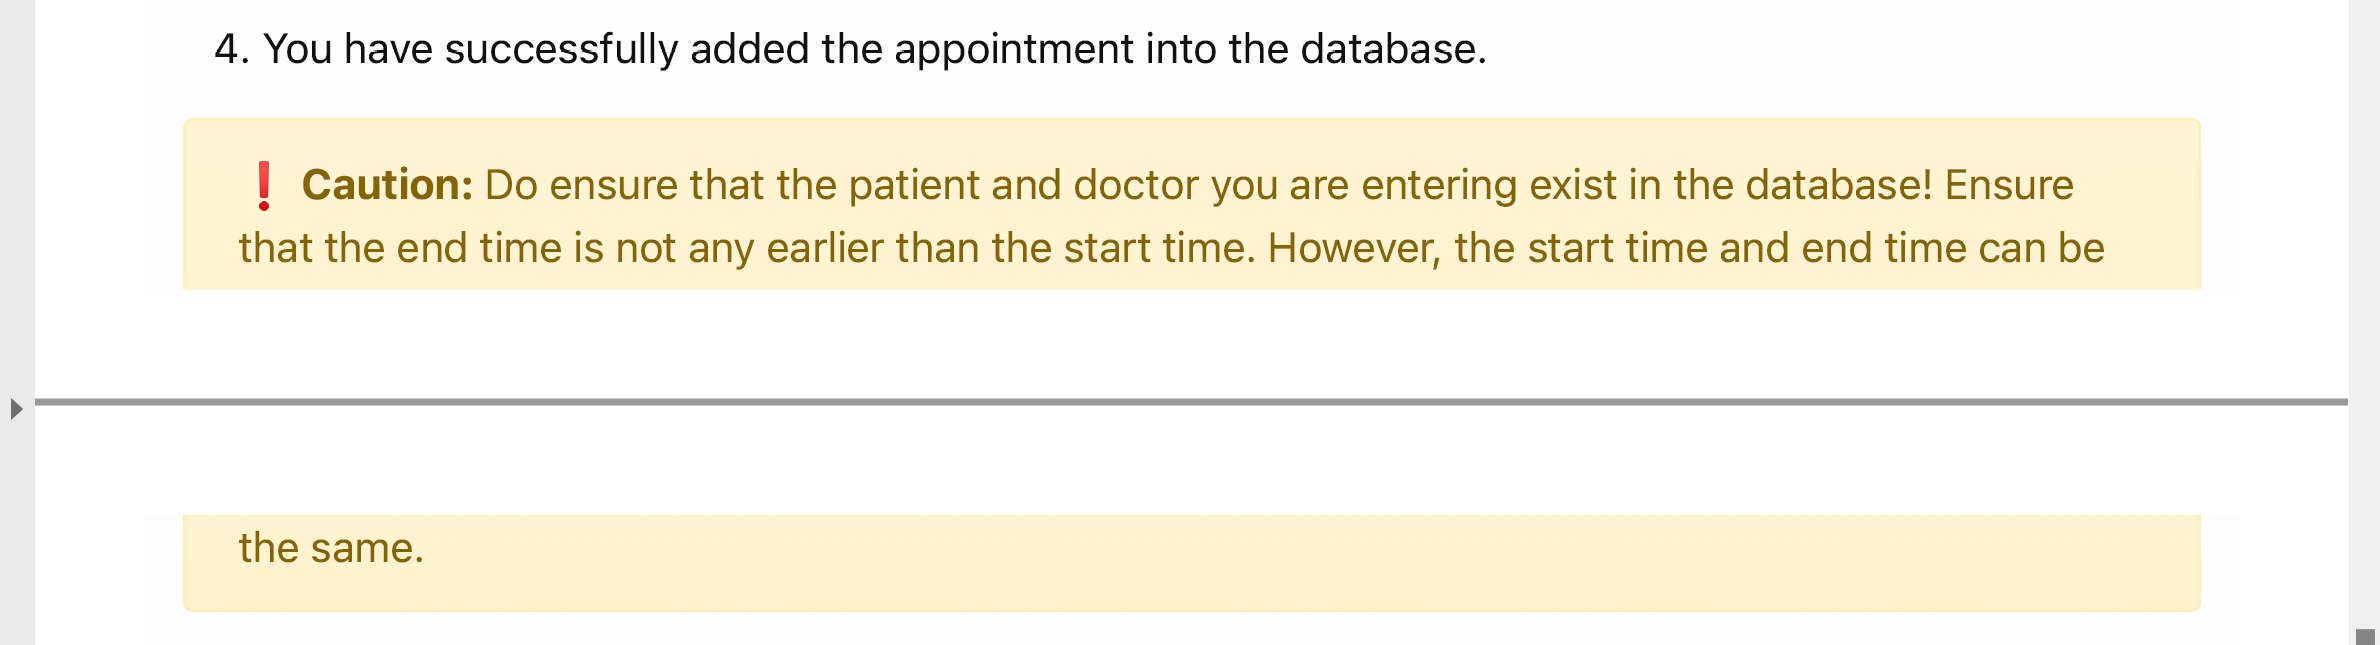 4. You have successfully added the appointment into the database.
❗ Caution: Do ensure that the patient and doctor you are entering exist in the database! Ensure
that the end time is not any earlier than the start time. However, the start time and end time can be
the same.